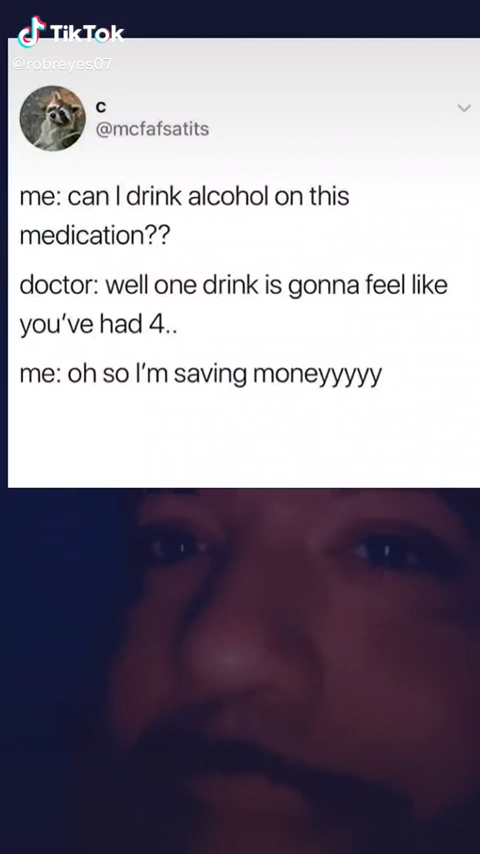 TikTok
@robreyes07
c
@mcfafsatits
me: can I drink alcohol on this
medication??
doctor: well one drink is gonna feel like
you've had 4..
me: oh so I'm saving moneyyyyy